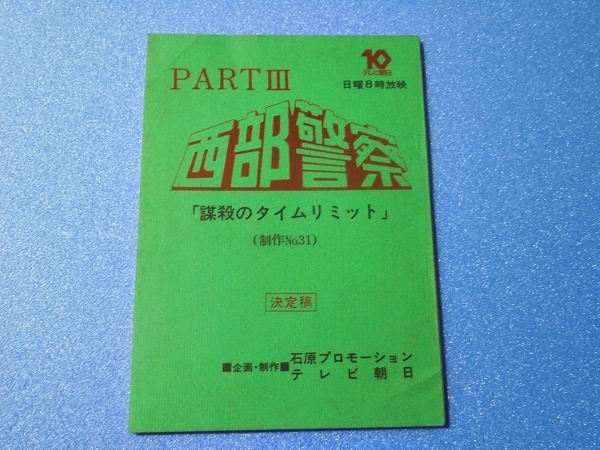 PART III
10
テレビ朝日
日曜8時放映
西部警察
「謀殺のタイムリミット」
(制作No.31)
決定稿
■企画・制作■
石原プロモーション
テレビ朝日